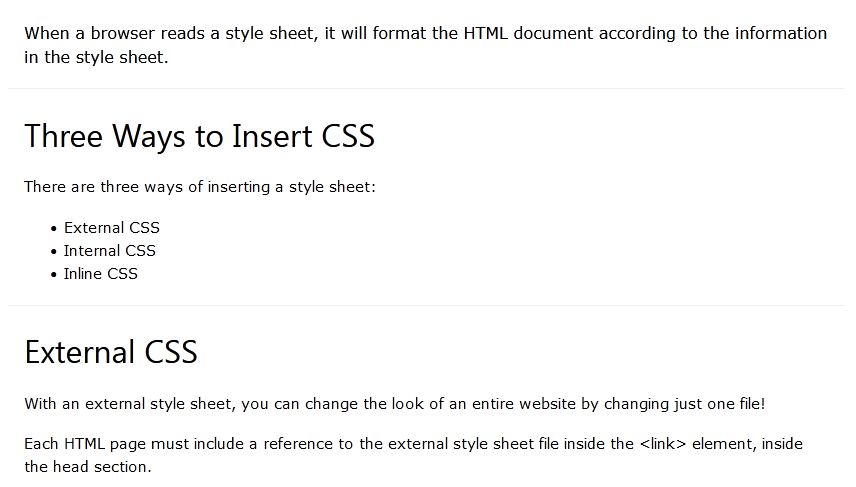 When a browser reads a style sheet, it will format the HTML document according to the information
in the style sheet.
Three Ways to Insert CSS
There are three ways of inserting a style sheet:
• External CSS
• Internal CSS
• Inline CSS
External CSS
With an external style sheet, you can change the look of an entire website by changing just one file!
Each HTML page must include a reference to the external style sheet file inside the <link> element, inside
the head section.